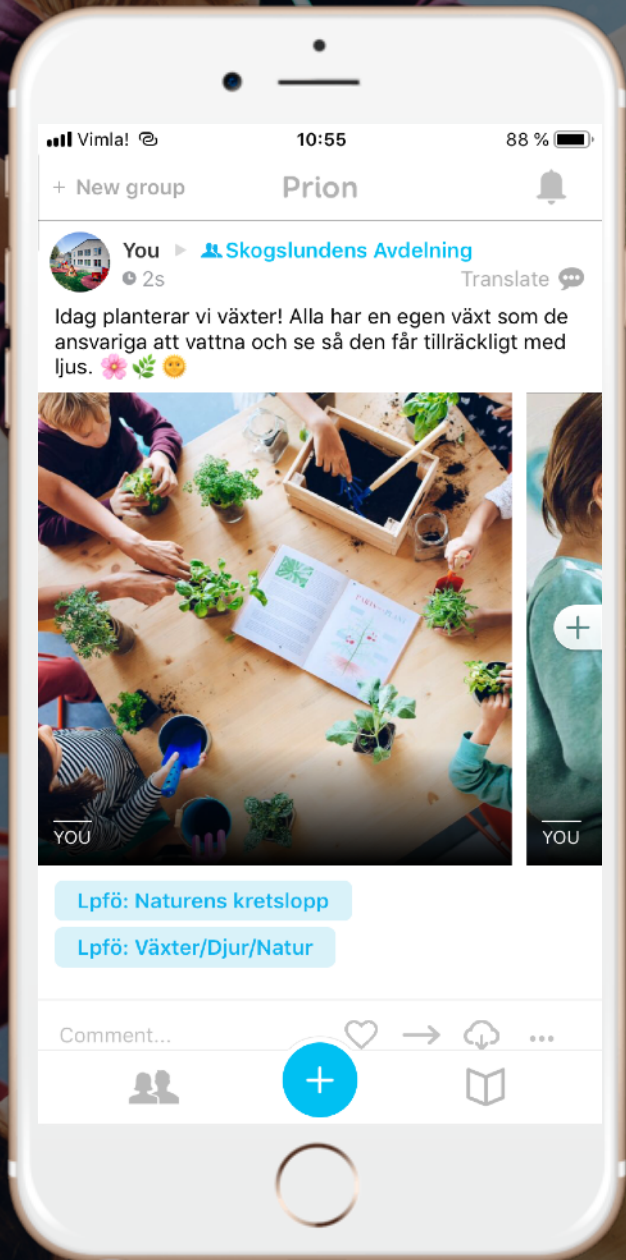 Vimla!
10:55
88 %
+ New group
Prion
You ▶ Skogslundens Avdelning
2s
Translate
Idag planterar vi växter! Alla har en egen växt som de
ansvariga att vattna och se så den får tillräckligt med
ljus. 🌸🌿🌞
YOU
YOU
Lpfö: Naturens kretslopp
Lpfö: Växter/Djur/Natur
Comment...